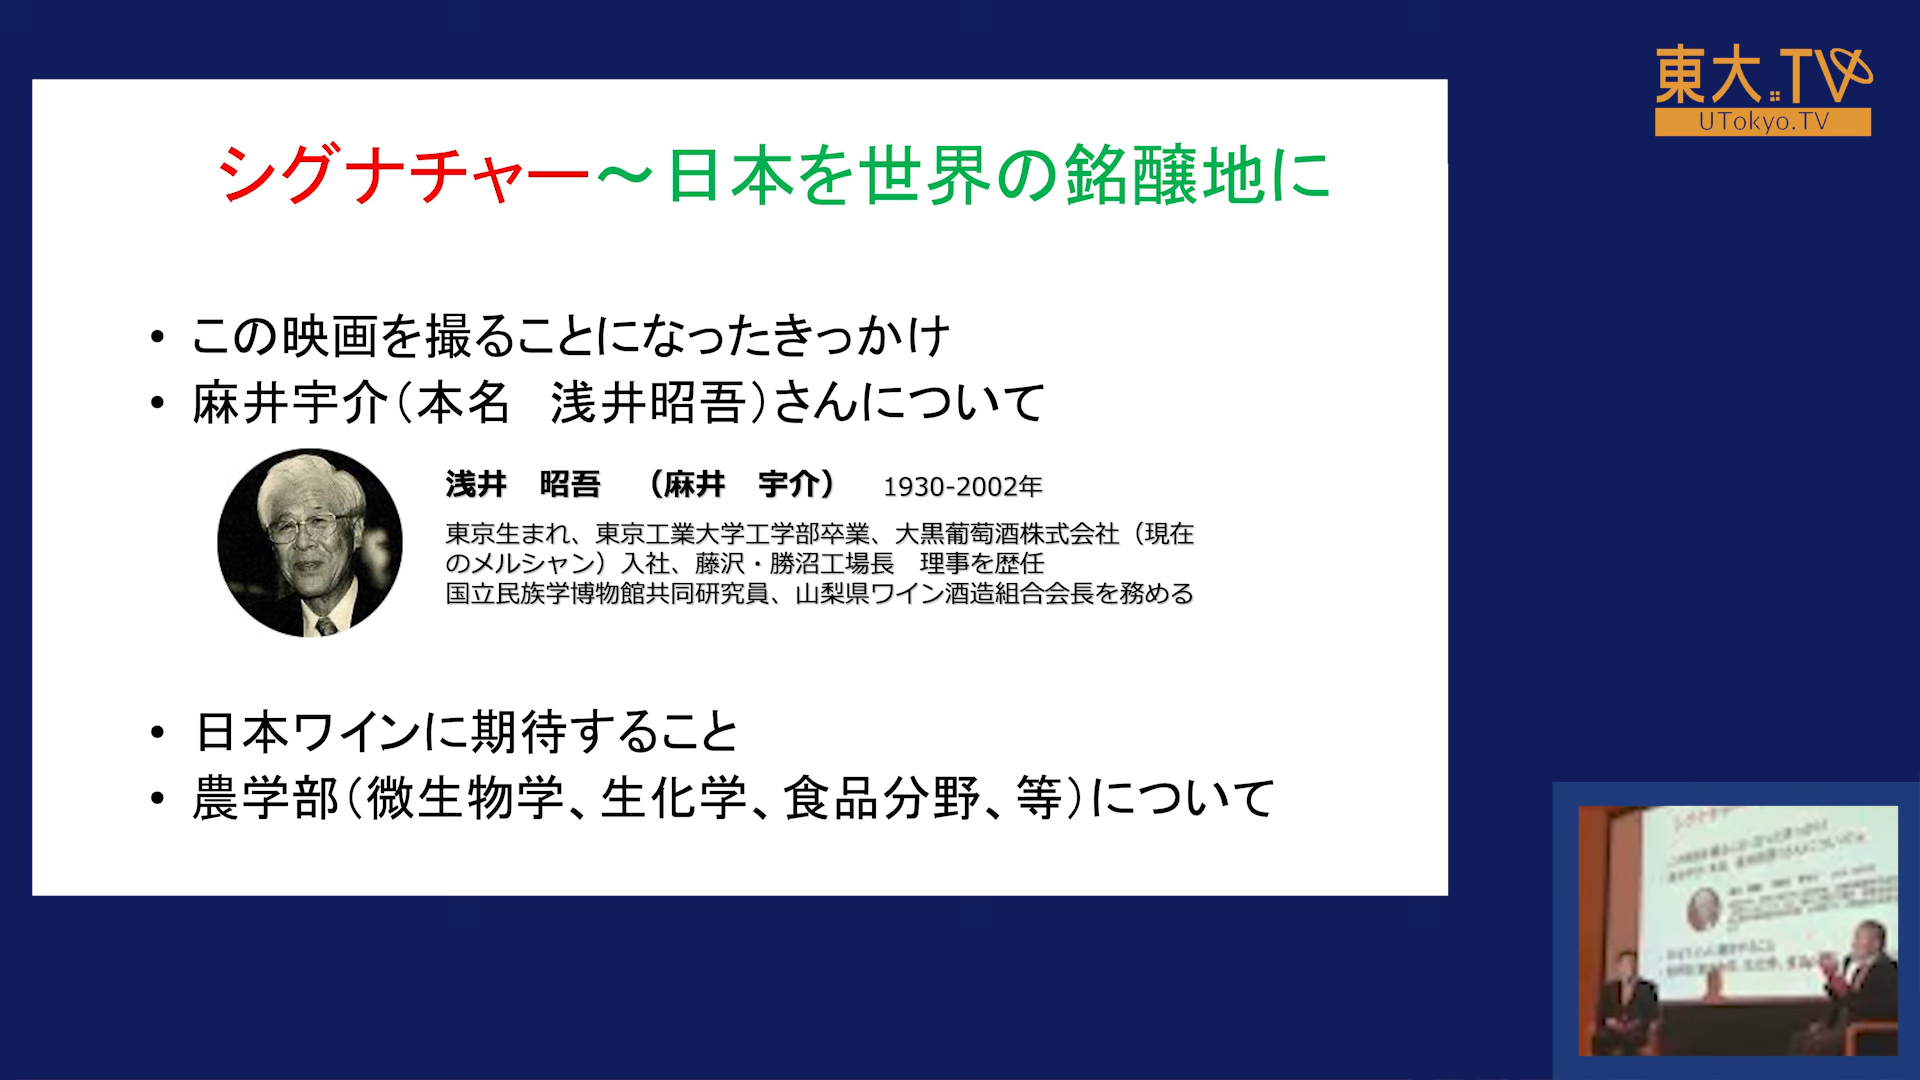 東大.TV
UTokyo.TV
シグナチャー～日本を世界の銘醸地に
• この映画を撮ることになったきっかけ
• 麻井宇介（本名　浅井昭吾）さんについて
浅井　昭吾　（麻井　宇介）　1930-2002年
東京生まれ、東京工業大学工学部卒業、大黒葡萄酒株式会社（現在
のメルシャン）入社、藤沢・勝沼工場長　理事を歴任
国立民族学博物館共同研究員、山梨県ワイン酒造組合会長を務める
• 日本ワインに期待すること
• 農学部（微生物学、生化学、食品分野、等）について